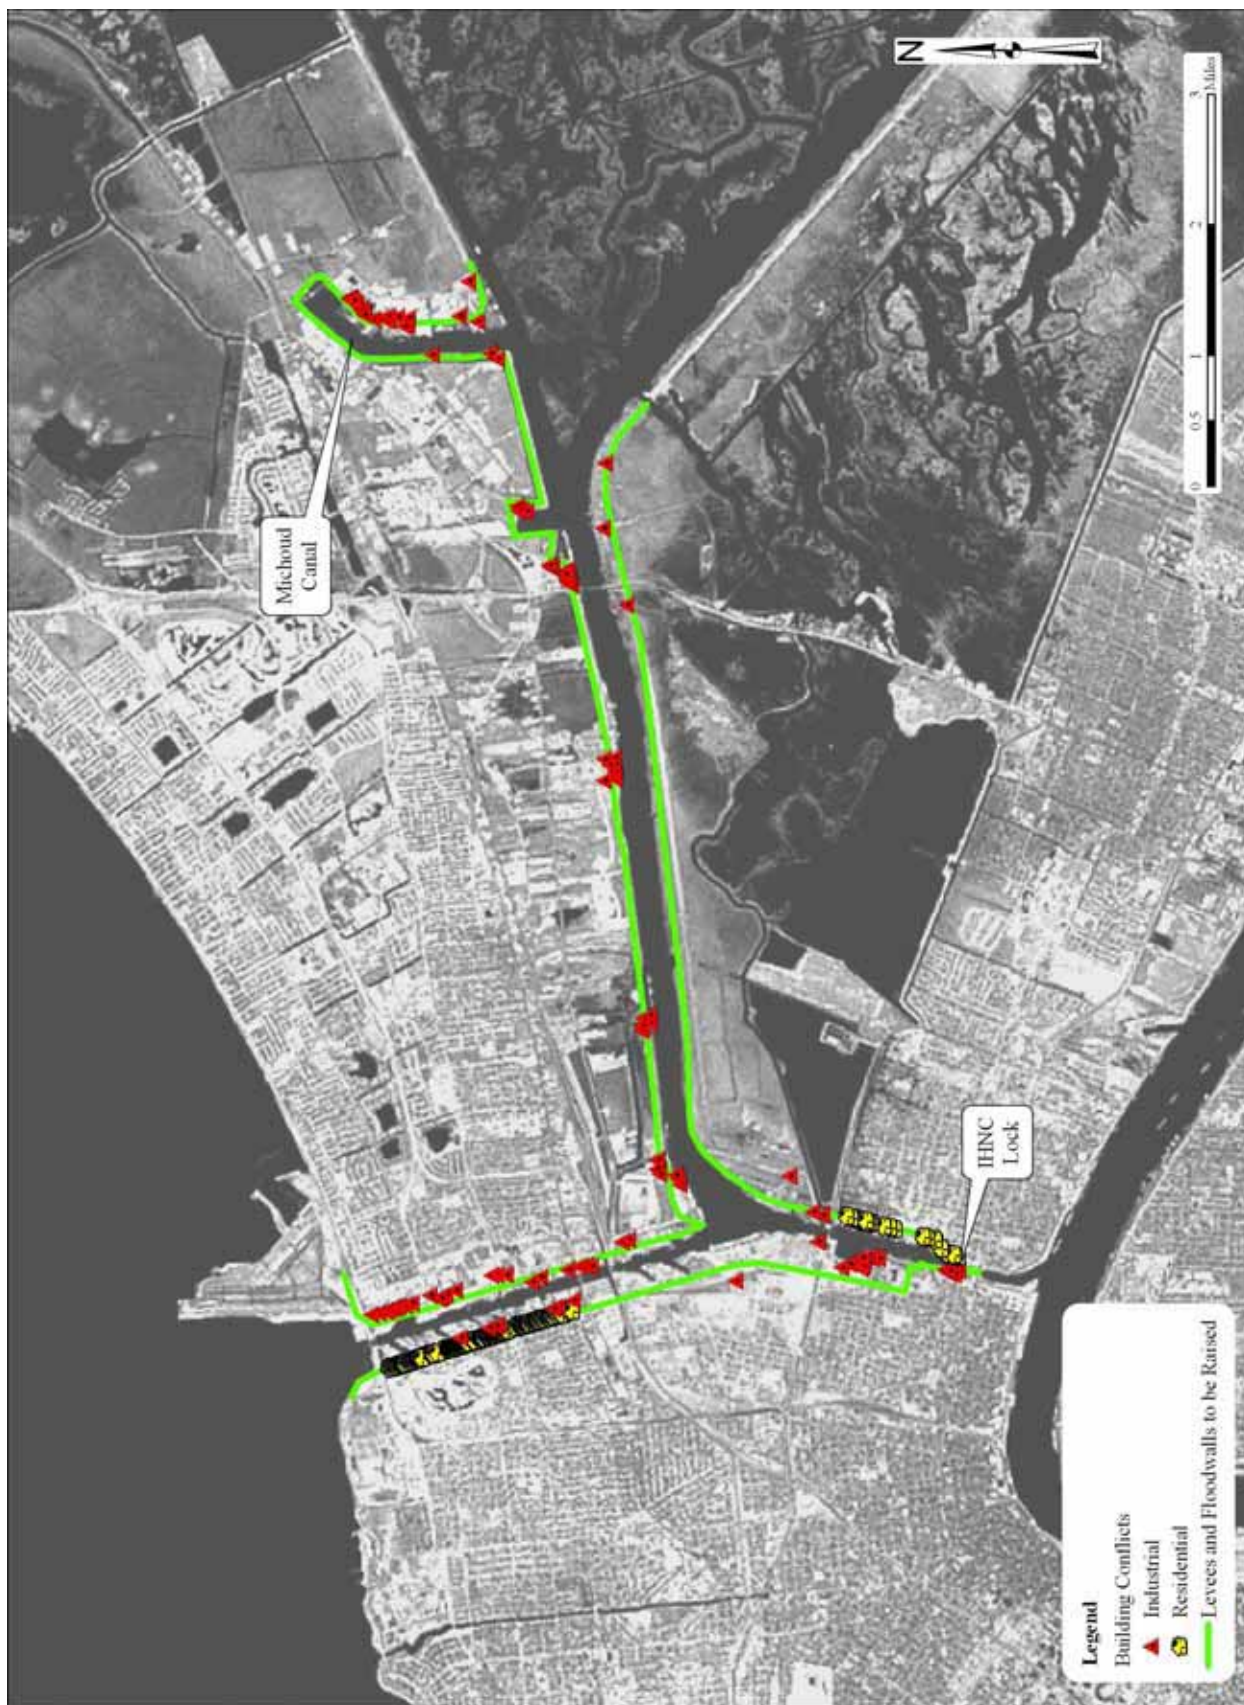 Michoud
Canal
IHNC
Lock
N
0
0.5
1
2
3
Miles
Legend
Building Conflicts
Industrial
Residential
Levees and Floodwalls to be Raised